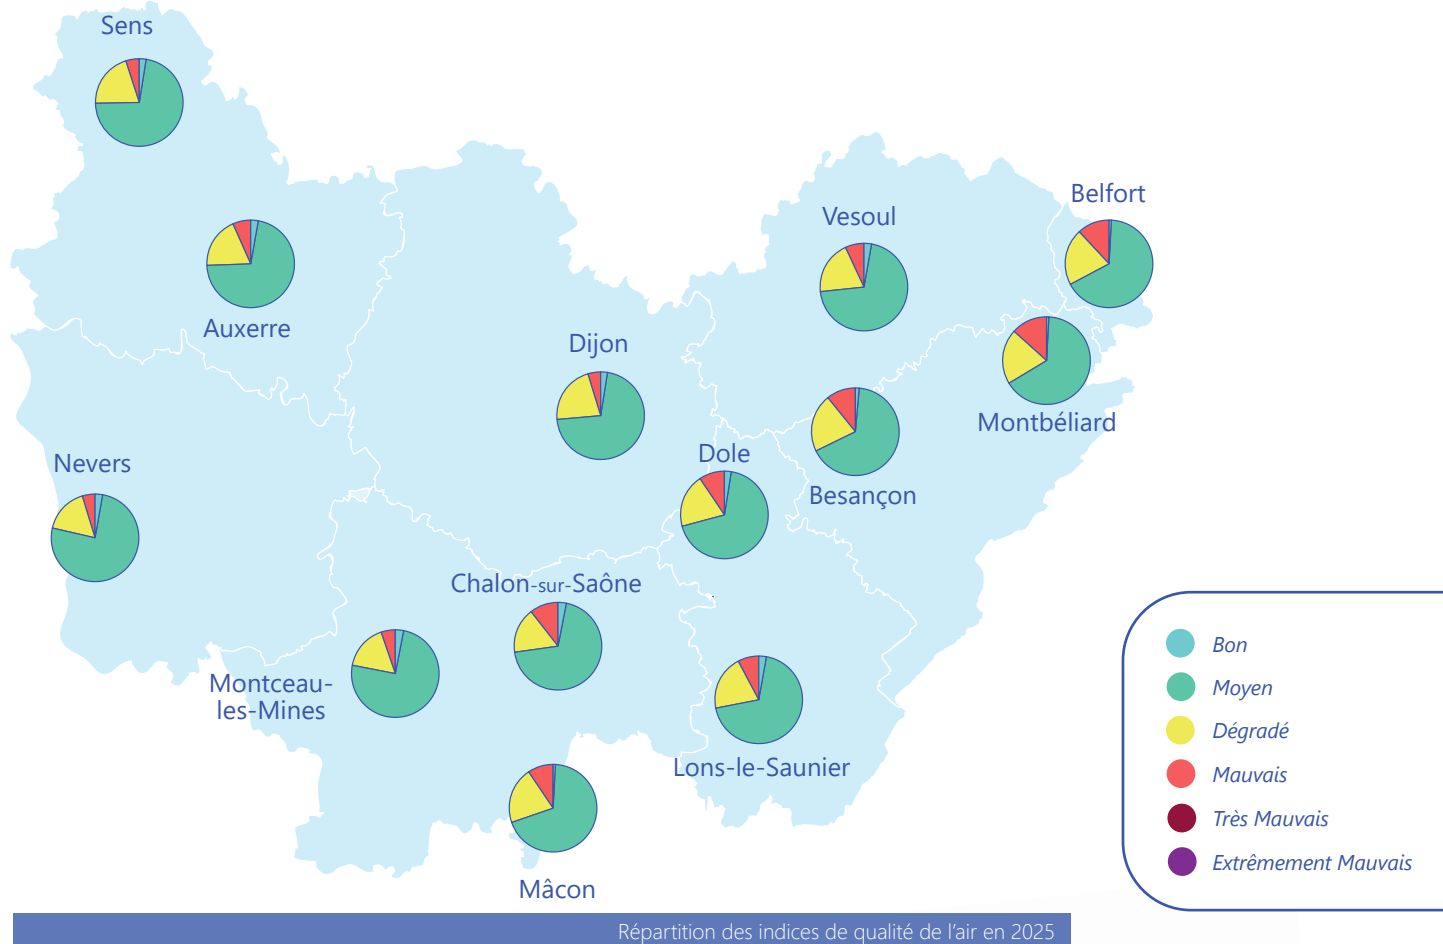 Sens
Belfort
Vesoul
Auxerre
Dijon
Montbéliard
Dole
Nevers
Besançon
Chalon-sur-Saône
Montceau-
les-Mines
Lons-le-Saunier
Mâcon
Bon
Moyen
Dégradé
Mauvais
Très Mauvais
Extrêmement Mauvais
Répartition des indices de qualité de l'air en 2025